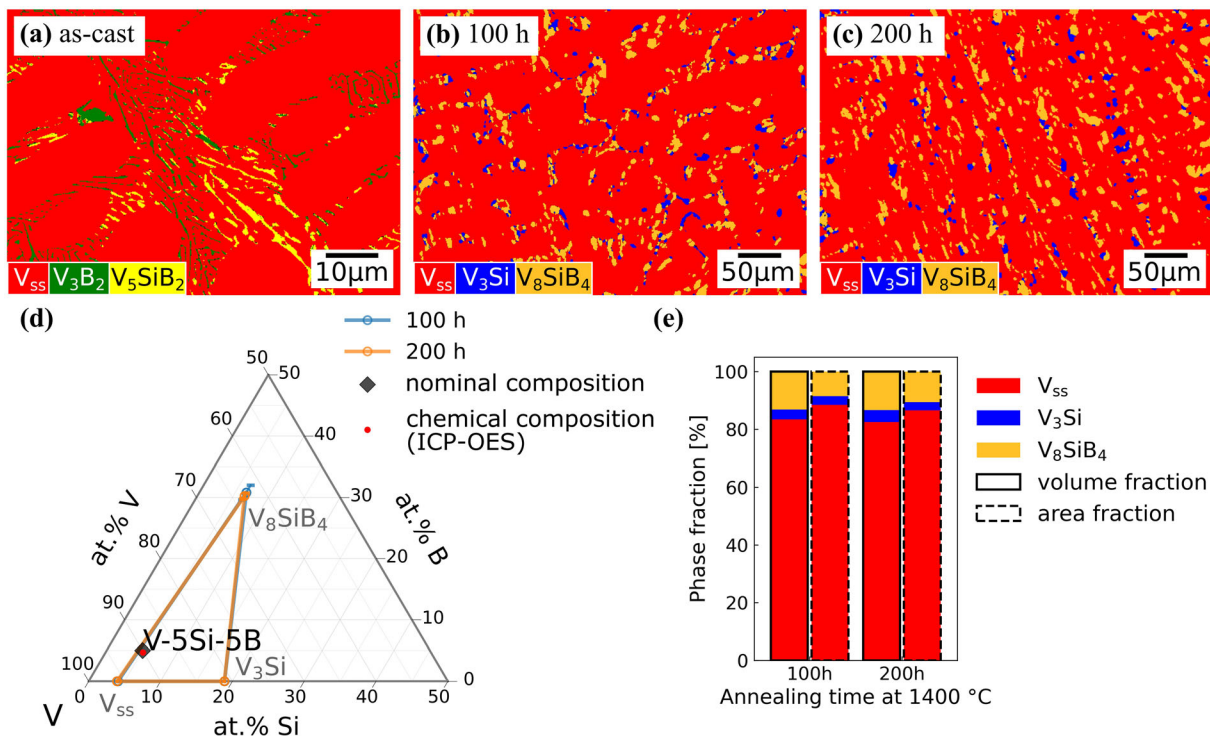 (a) as-cast
(b) 100 h
(c) 200 h
10µm
50µm
50µm
V₃B₂ V₅SiB₂
Vₛₛ V₃Si V₈SiB₄
Vₛₛ V₃Si V₈SiB₄
Vₛₛ
(d)
100 h
200 h
nominal composition
chemical composition
(ICP-OES)
50
50
60
40
70
30
80
20
90
10
100
0
0
10
20
30
40
50
at.% V
at.% B
at.% Si
V₈SiB₄
V-5Si-5B
V₃Si
Vₛₛ
V
(e)
100
80
60
40
20
0
Phase fraction [%]
100h
200h
Annealing time at 1400 °C
Vₛₛ
V₃Si
V₈SiB₄
volume fraction
area fraction